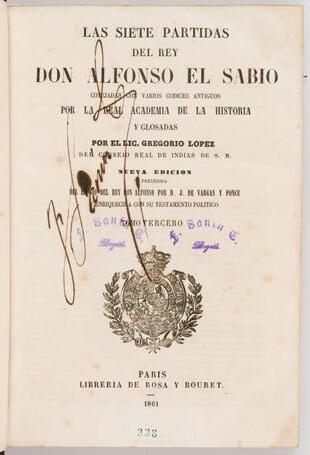 LAS SIETE PARTIDAS
DEL REY
DON ALFONSO EL SABIO
COTEJADAS CON VARIOS CODICES ANTIGUOS
POR LA REAL ACADEMIA DE LA HISTORIA
Y GLOSADAS
POR EL LIC. GREGORIO LOPEZ
DEL CONSEJO REAL DE INDIAS DE S. M.
NUEVA EDICION
PRECEDIDA
DEL DEL REY DON ALFONSO POR D. J. DE VARGAS Y PONCE
ENRIQUECIDA CON SU TESTAMENTO POLITICO
TOMO TERCERO
PARIS
LIBRERIA DE ROSA Y BOURET.
1861
338